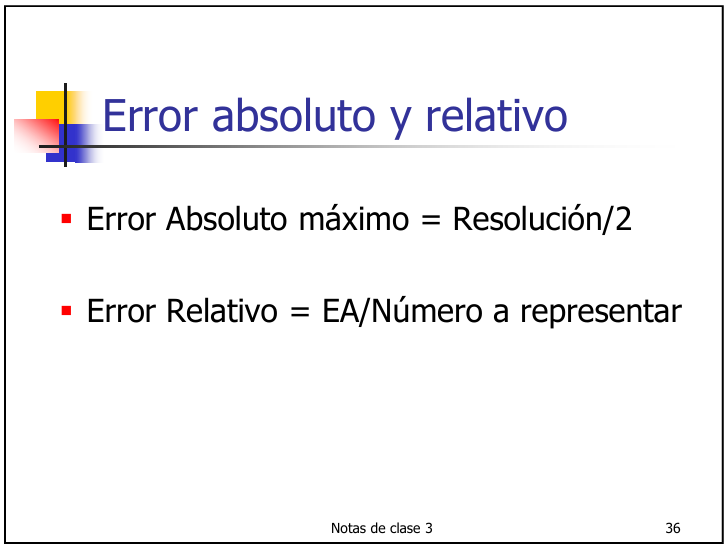 Error absoluto y relativo
Error Absoluto máximo = Resolución/2
Error Relativo = EA/Número a representar
Notas de clase 3
36